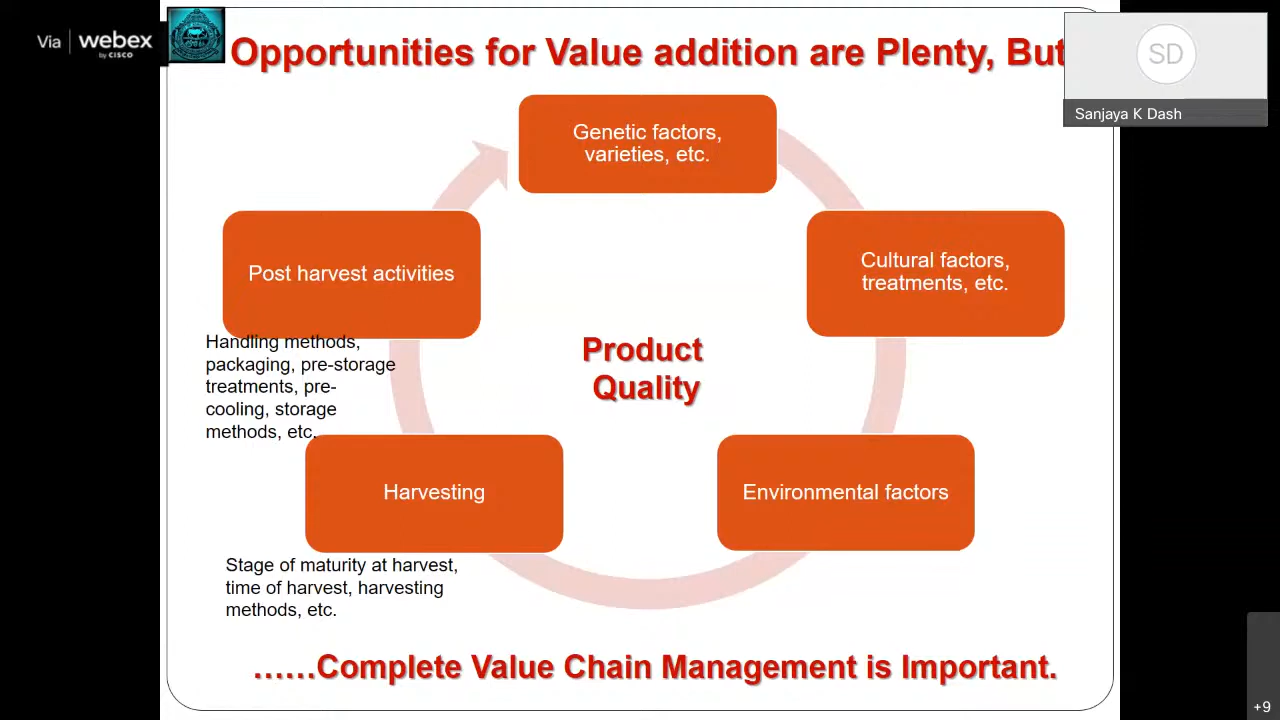 Via webex
by CISCO
Opportunities for Value addition are Plenty, But
SD
Sanjaya K Dash
Genetic factors,
varieties, etc.
Cultural factors,
treatments, etc.
Post harvest activities
Handling methods,
packaging, pre-storage
treatments, pre-
cooling, storage
methods, etc.
Product
Quality
Environmental factors
Harvesting
Stage of maturity at harvest,
time of harvest, harvesting
methods, etc.
......Complete Value Chain Management is Important.
+9